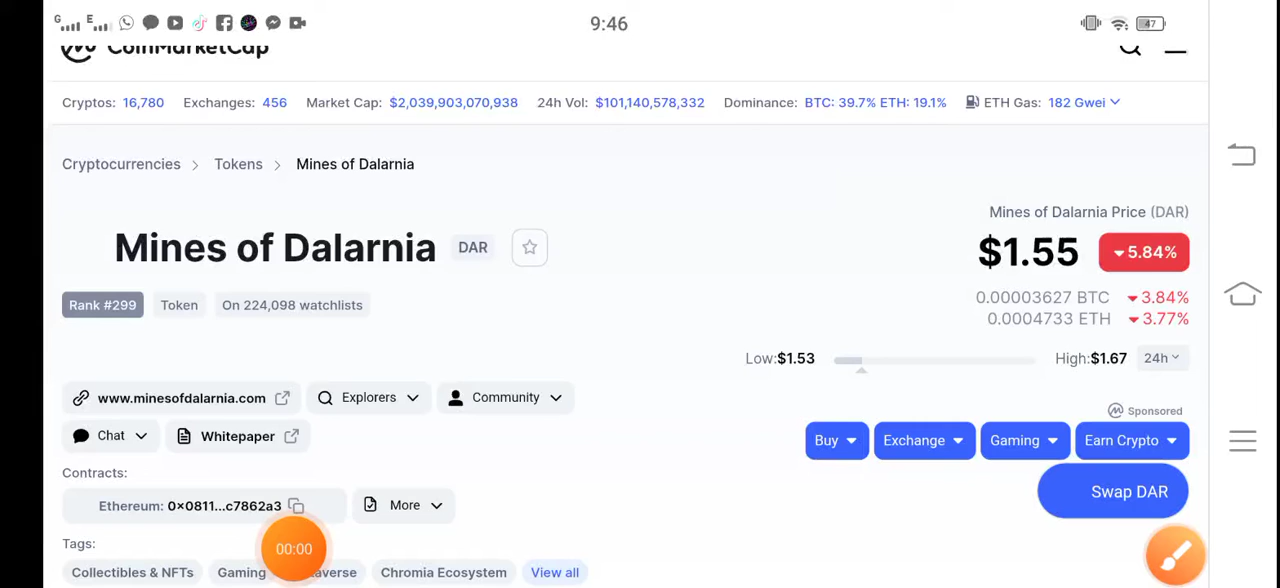 G E 9:46 47
CoinMarketCap
Cryptos: 16,780 Exchanges: 456 Market Cap: $2,039,903,070,938 24h Vol: $101,140,578,332 Dominance: BTC: 39.7% ETH: 19.1% ETH Gas: 182 Gwei
Cryptocurrencies > Tokens > Mines of Dalarnia
Mines of Dalarnia Price (DAR)
Mines of Dalarnia DAR $1.55 5.84%
0.00003627 BTC 3.84%
Rank #299 Token On 224,098 watchlists
0.0004733 ETH 3.77%
Low:$1.53 High:$1.67 24h
www.minesofdalarnia.com Explorers Community
Sponsored
Chat Whitepaper
Buy Exchange Gaming Earn Crypto
Contracts:
Swap DAR
Ethereum: 0x0811...c7862a3 More
Tags:
00:00
Collectibles & NFTs Gaming Chromia Ecosystem View all